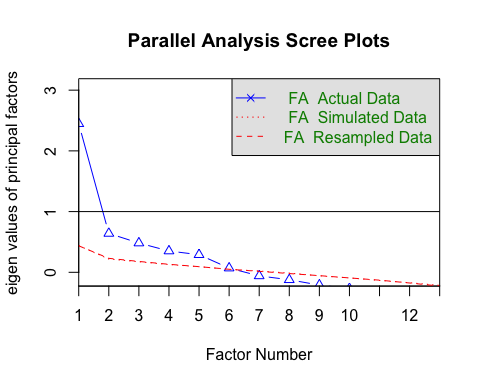 Parallel Analysis Scree Plots
eigen values of principal factors
3
2
1
0
FA Actual Data
FA Simulated Data
FA Resampled Data
1 2 3 4 5 6 7 8 9 10 12
Factor Number